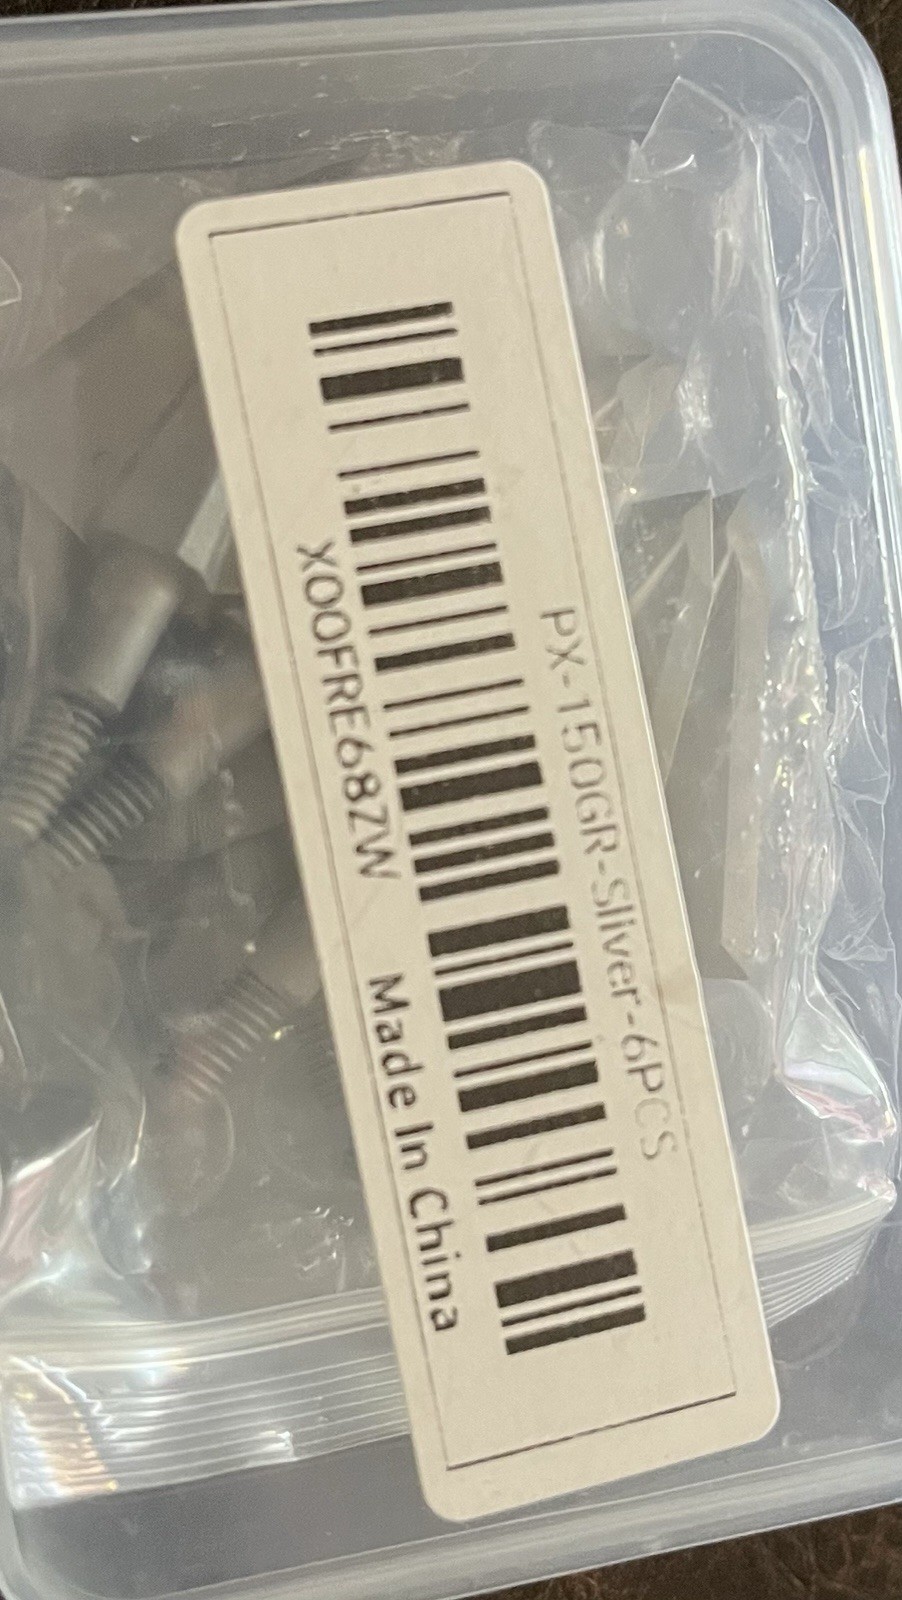 PX-150GR-Sliver-6PCS
X00FRE68ZW Made In China